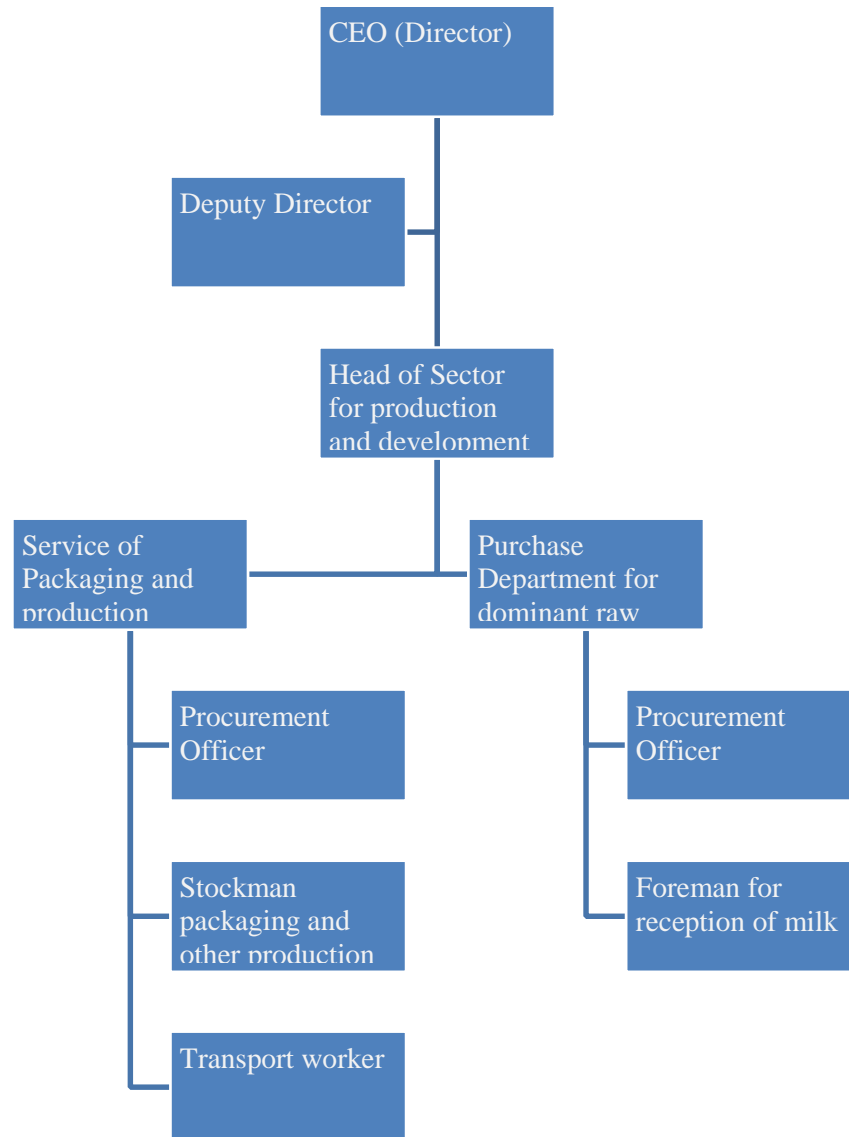 CEO (Director)
Deputy Director
Head of Sector
for production
and development
Service of
Packaging and
production
Purchase
Department for
dominant raw
Procurement
Officer
Procurement
Officer
Stockman
packaging and
other production
Foreman for
reception of milk
Transport worker